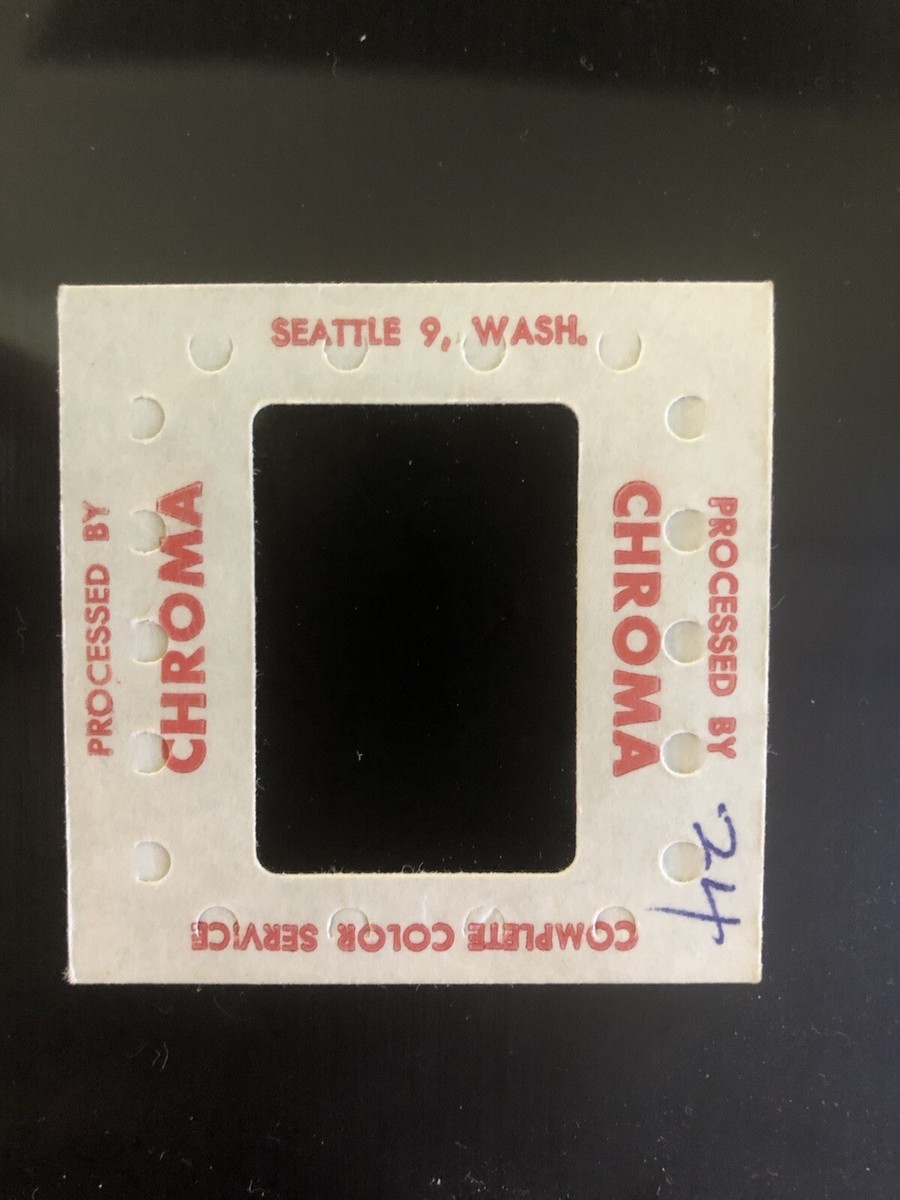 SEATTLE 9, WASH.
PROCESSED BY
CHROMA
CHROMA
PROCESSED BY
24
COMPLETE COLOR SERVICE